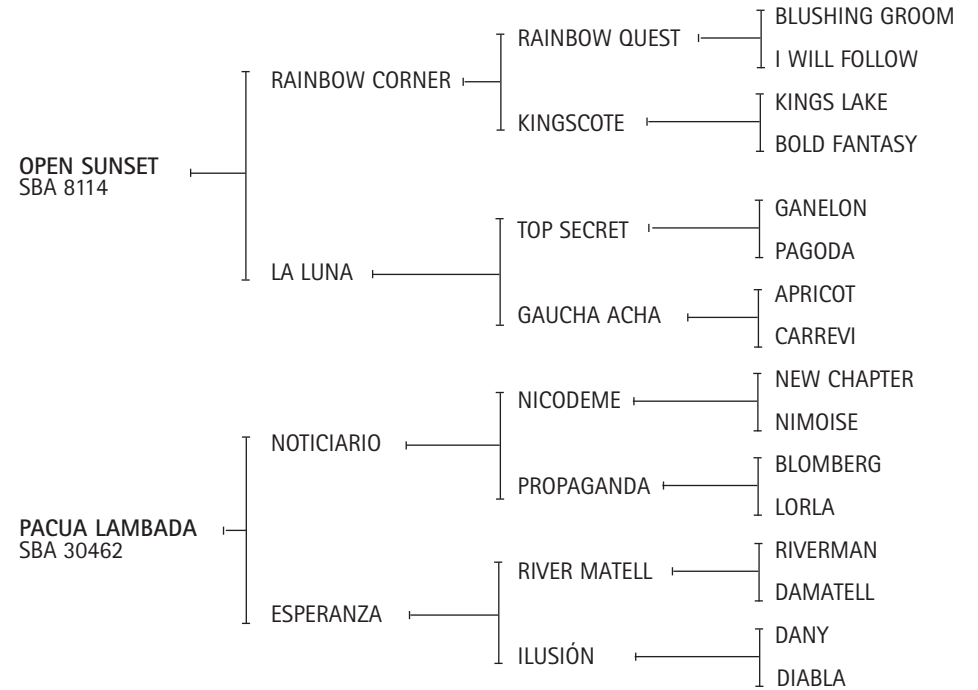 BLUSHING GROOM
RAINBOW QUEST
I WILL FOLLOW
RAINBOW CORNER
KINGS LAKE
KINGSCOTE
BOLD FANTASY
OPEN SUNSET
SBA 8114
GANELON
TOP SECRET
PAGODA
LA LUNA
APRICOT
GAUCHA ACHA
CARREVI
NEW CHAPTER
NICODEME
NIMOISE
NOTICIARIO
BLOMBERG
PROPAGANDA
LORLA
PACUA LAMBADA
SBA 30462
RIVERMAN
RIVER MATELL
DAMATELL
ESPERANZA
DANY
ILUSIÓN
DIABLA